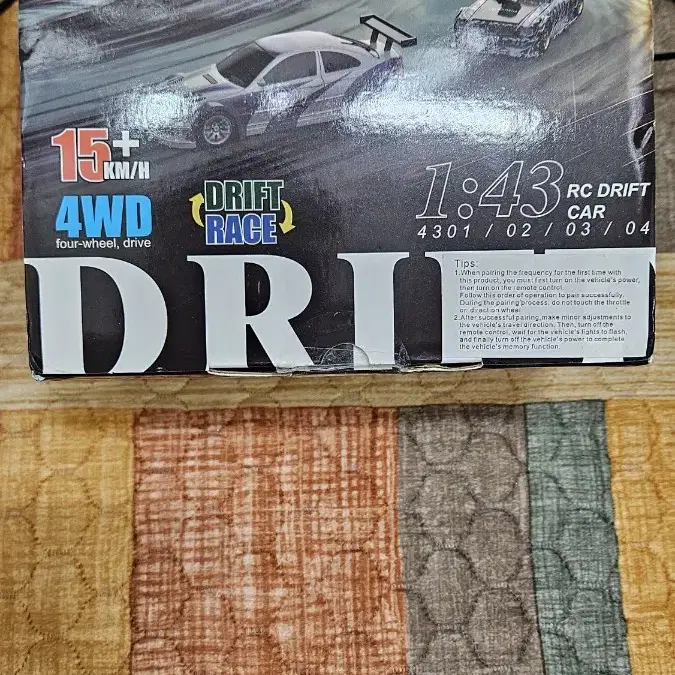 15+
KM/H
4WD
four-wheel, drive
DRIFT
RACE
1:43 RC DRIFT
CAR
4301 / 02 / 03 / 04
DRIF
Tips:
1.When pairing the frequency for the first time with
this product, you must first turn on the vehicle's power,
then turn on the remote control.
Follow this order of operation to pair successfully.
During the pairing process, do not touch the throttle
or direction wheel.
2.After successful pairing, make minor adjustments to
the vehicle's travel direction. Then, turn off the
remote control, wait for the vehicle's lights to flash,
and finally turn off the vehicle's power to complete
the vehicle's memory function.